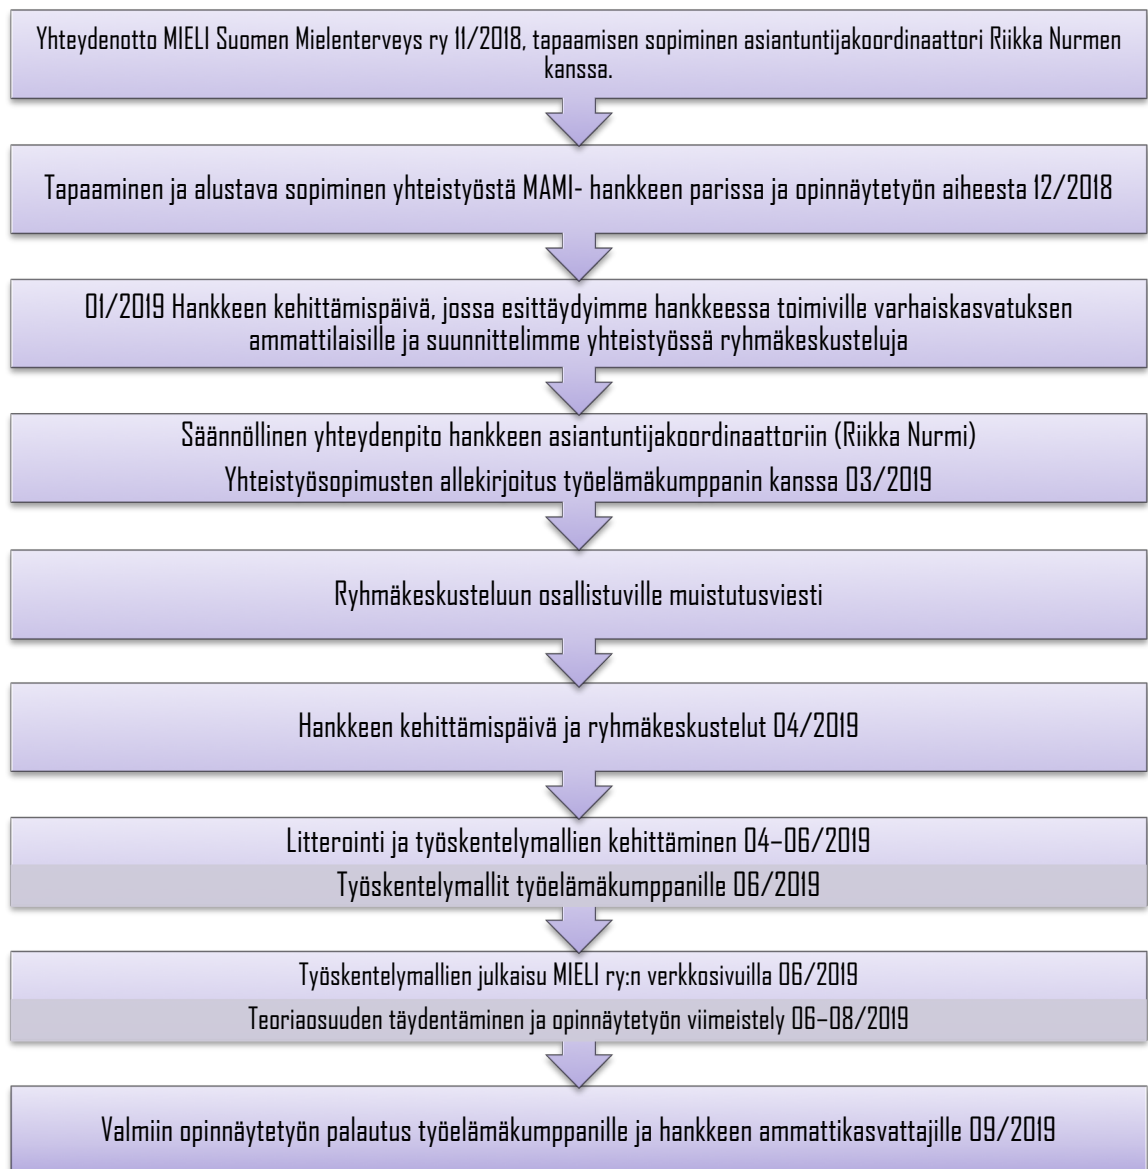 Yhteydenotto MIELI Suomen Mielenterveys ry 11/2018, tapaamisen sopiminen asiantuntijakoordinaattori Riikka Nurmen
kanssa.
Tapaaminen ja alustava sopiminen yhteistyöstä MAMI- hankkeen parissa ja opinnäytetyön aiheesta 12/2018
01/2019 Hankkeen kehittämispäivä, jossa esittäydyimme hankkeessa toimiville varhaiskasvatuksen
ammattilaisille ja suunnittelimme yhteistyössä ryhmäkeskusteluja
Säännöllinen yhteydenpito hankkeen asiantuntijakoordinaattoriin (Riikka Nurmi)
Yhteistyösopimusten allekirjoitus työelämäkumppanin kanssa 03/2019
Ryhmäkeskusteluun osallistuville muistutusviesti
Hankkeen kehittämispäivä ja ryhmäkeskustelut 04/2019
Litterointi ja työskentelymallien kehittäminen 04–06/2019
Työskentelymallit työelämäkumppanille 06/2019
Työskentelymallien julkaisu MIELI ry:n verkkosivuilla 06/2019
Teoriaosuuden täydentäminen ja opinnäytetyön viimeistely 06–08/2019
Valmiin opinnäytetyön palautus työelämäkumppanille ja hankkeen ammattikasvattajille 09/2019